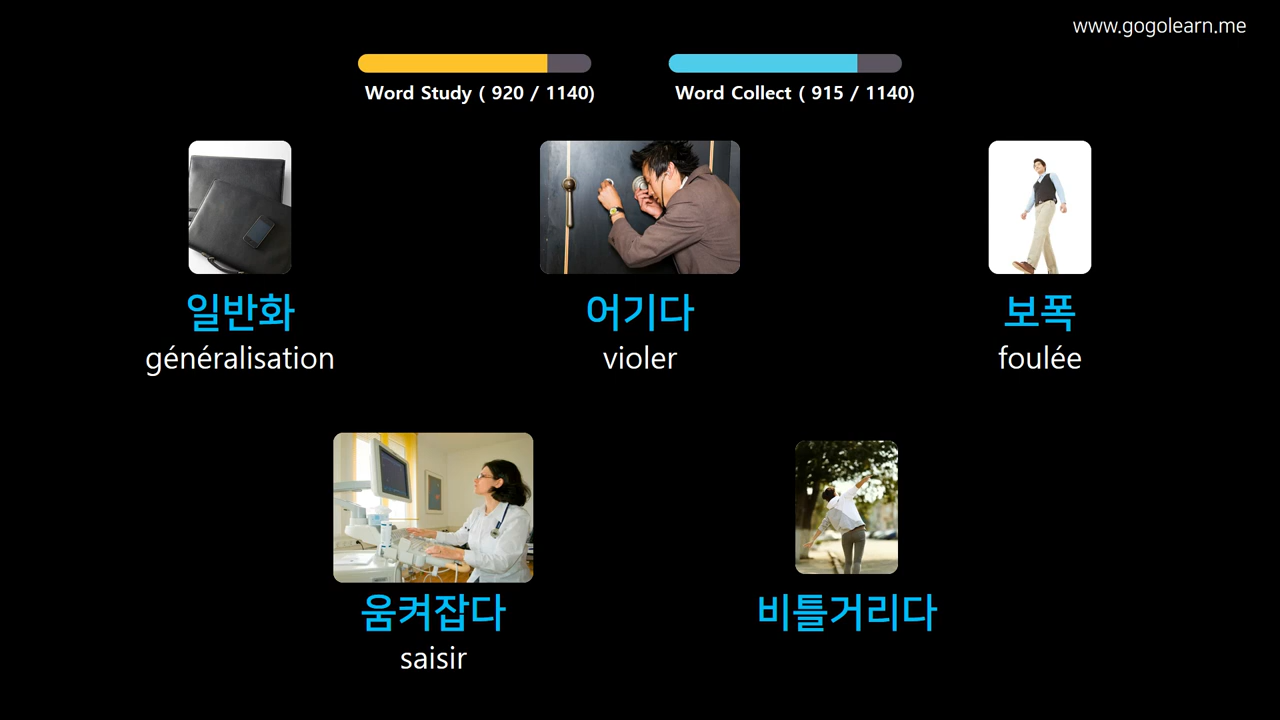 www.gogolearn.me
Word Study ( 920 / 1140)
Word Collect ( 915 / 1140)
일반화
généralisation
어기다
violer
보폭
foulée
움켜잡다
saisir
비틀거리다